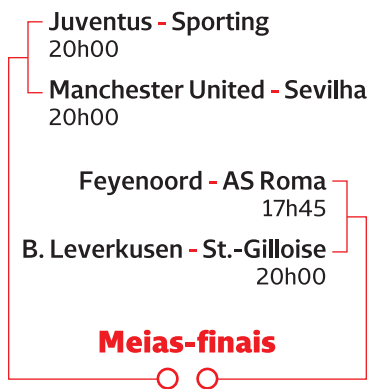 Juventus - Sporting
20h00
Manchester United - Sevilha
20h00
Feyenoord - AS Roma
17h45
B. Leverkusen - St.-Gilloise
20h00
Meias-finais